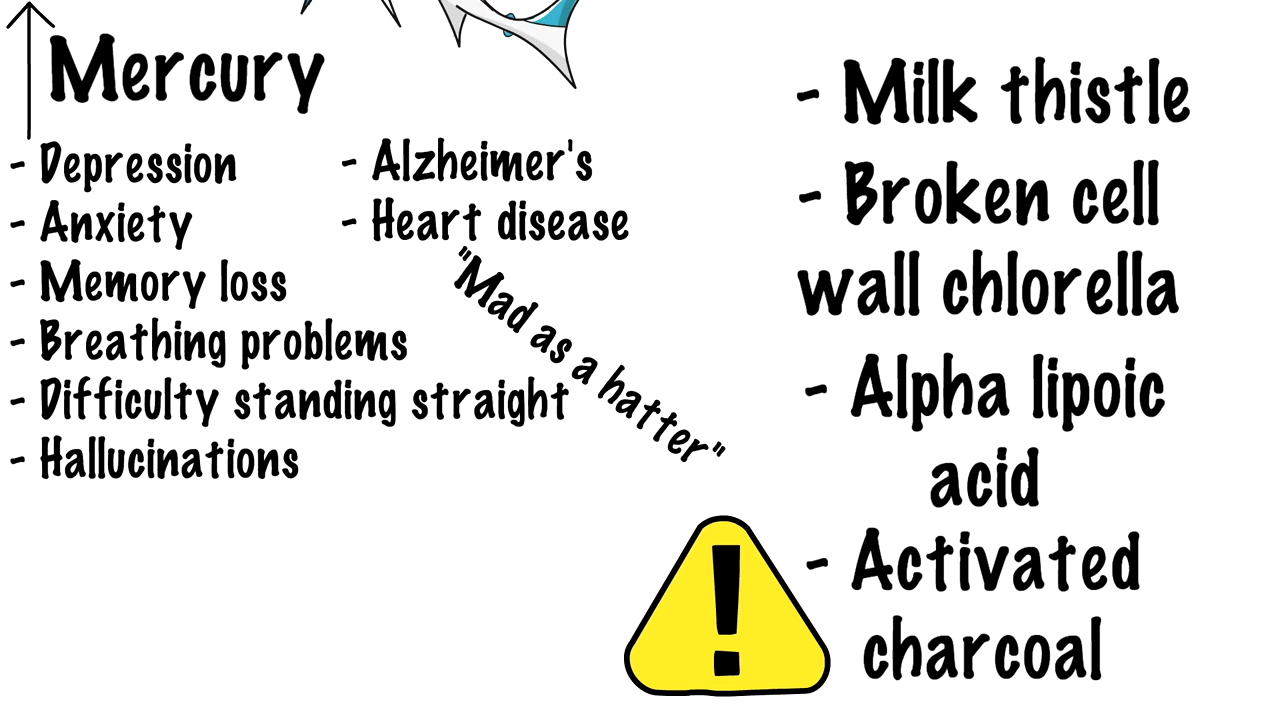 Mercury
- Depression
- Anxiety
- Memory loss
- Breathing problems
- Difficulty standing straight
- Hallucinations
- Alzheimer's
- Heart disease
"Mad as a hatter"
- Milk thistle
- Broken cell
wall chlorella
- Alpha lipoic
acid
- Activated
charcoal
!